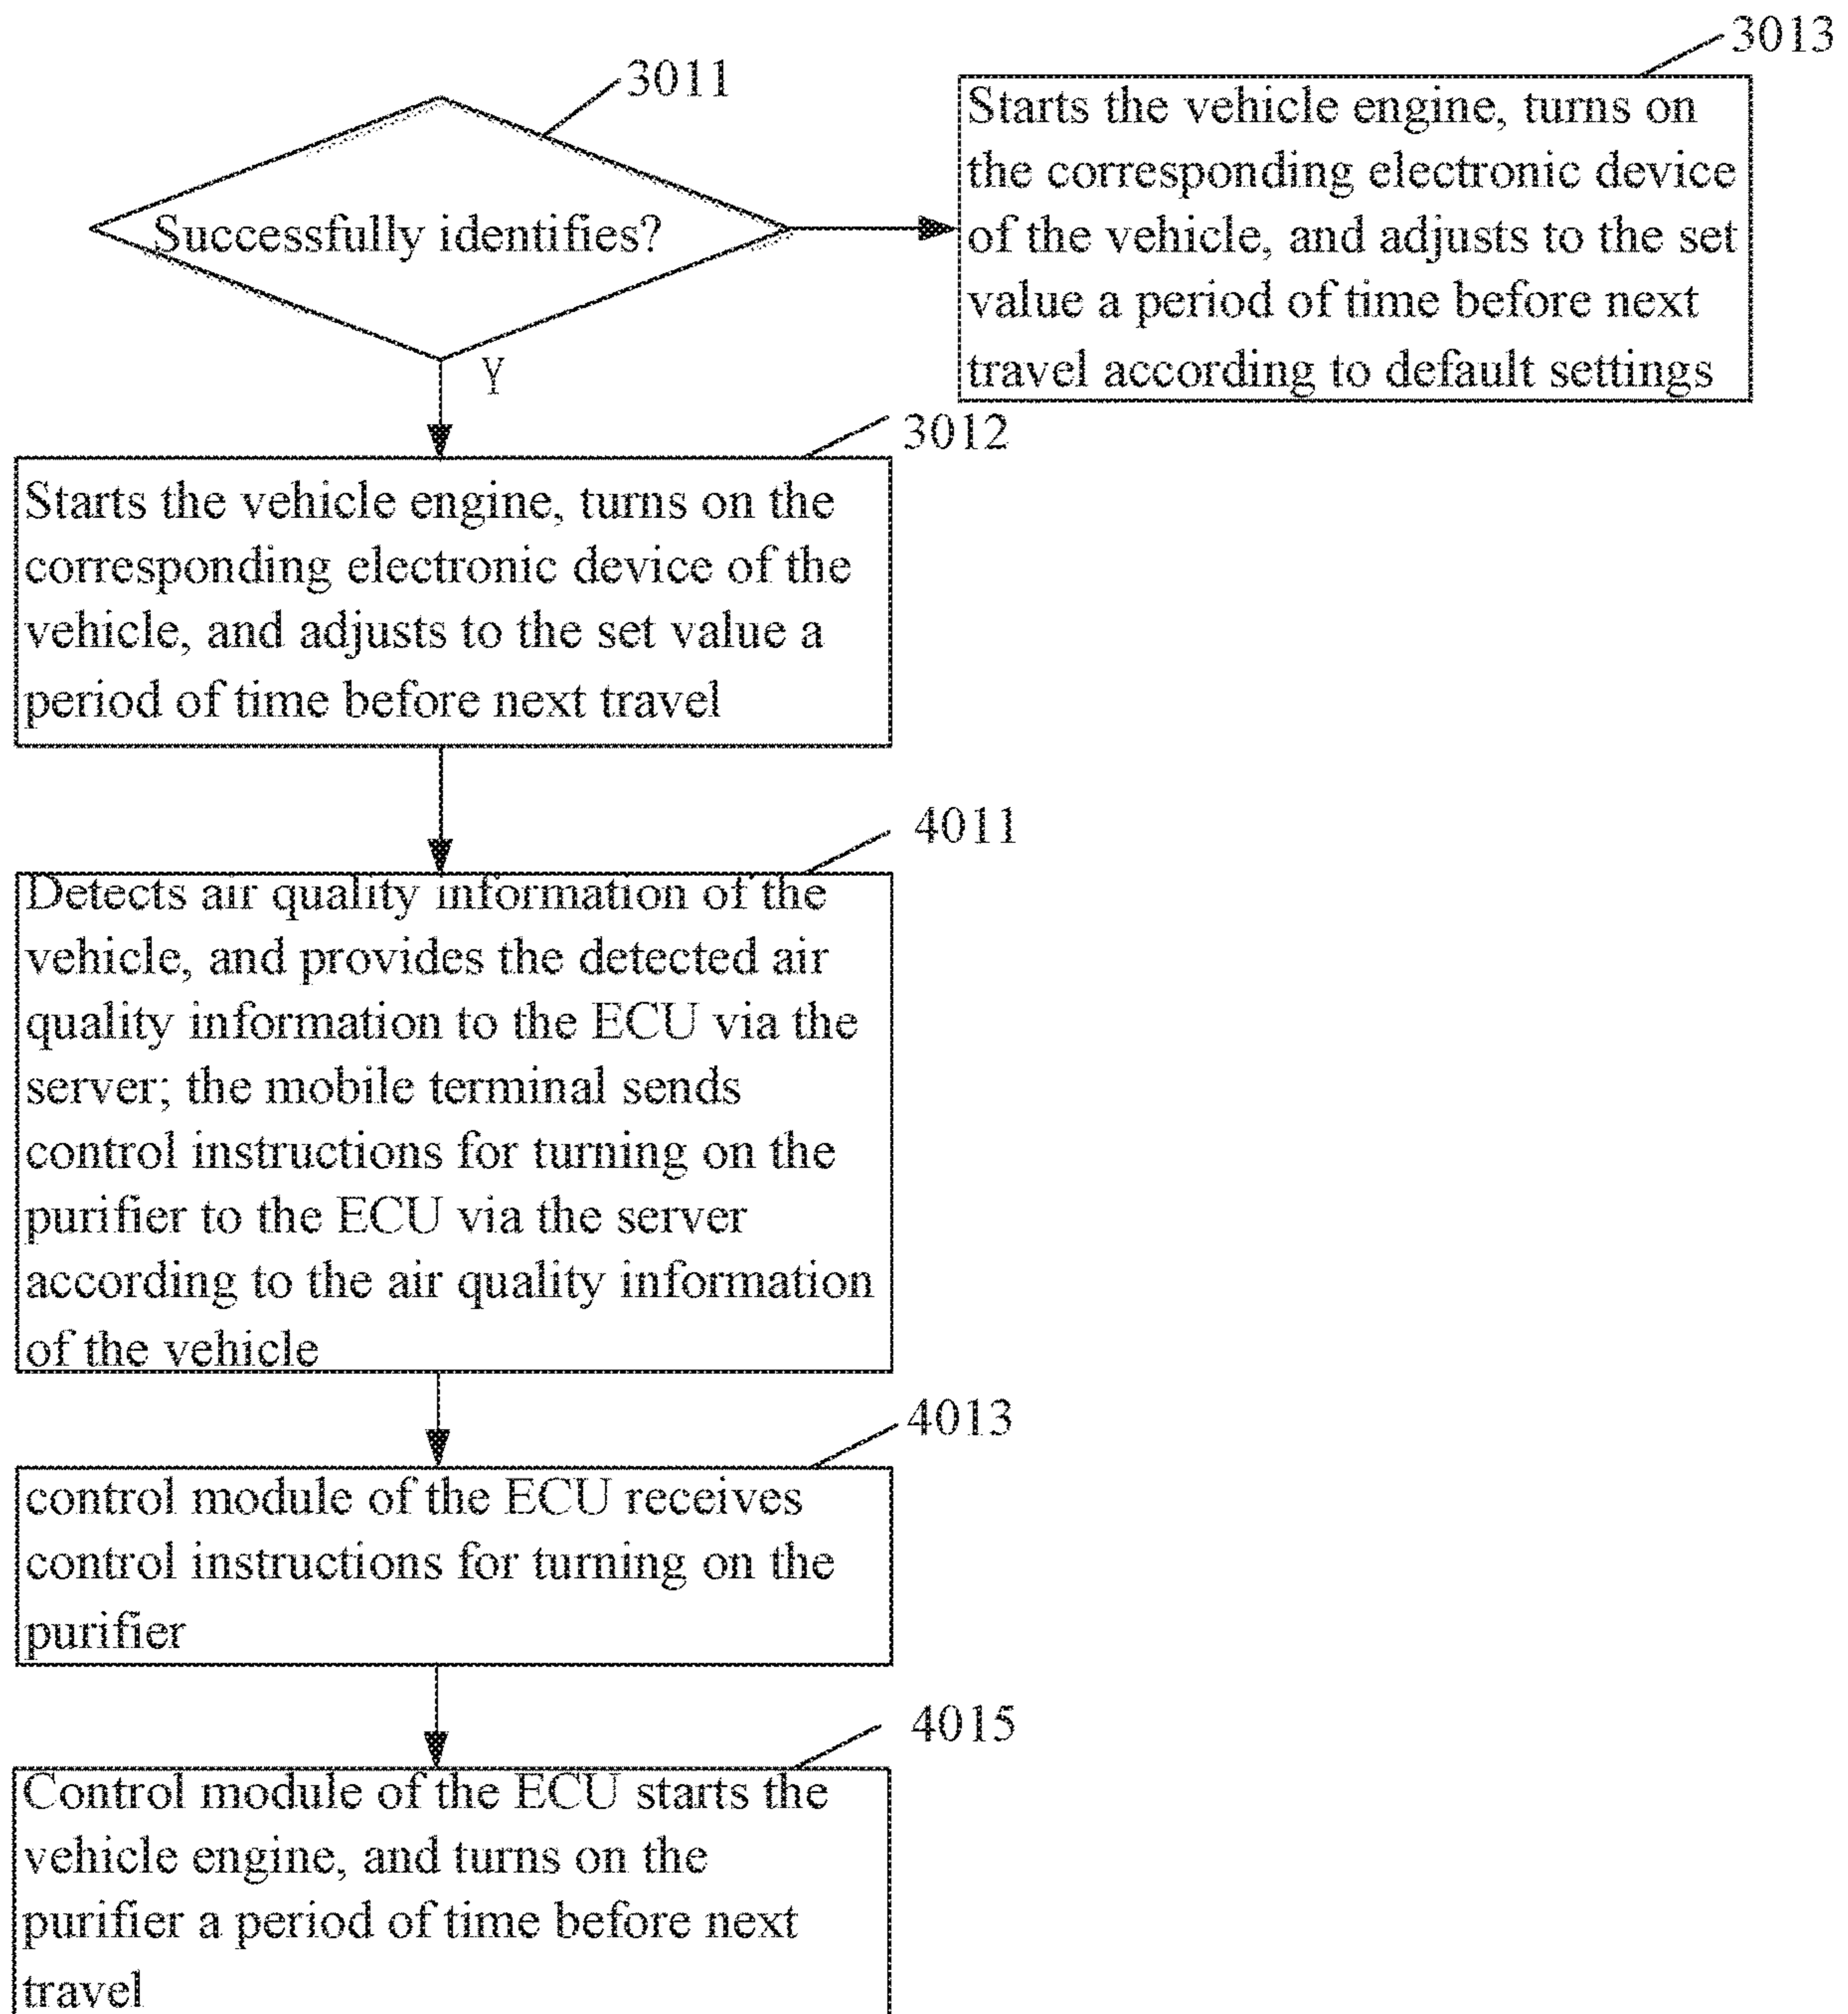 3011
Successfully identifies?
Y
3013
Starts the vehicle engine, turns on
the corresponding electronic device
of the vehicle, and adjusts to the set
value a period of time before next
travel according to default settings
3012
Starts the vehicle engine, turns on the
corresponding electronic device of the
vehicle, and adjusts to the set value a
period of time before next travel
4011
Detects air quality information of the
vehicle, and provides the detected air
quality information to the ECU via the
server; the mobile terminal sends
control instructions for turning on the
purifier to the ECU via the server
according to the air quality information
of the vehicle
4013
control module of the ECU receives
control instructions for turning on the
purifier
4015
Control module of the ECU starts the
vehicle engine, and turns on the
purifier a period of time before next
travel